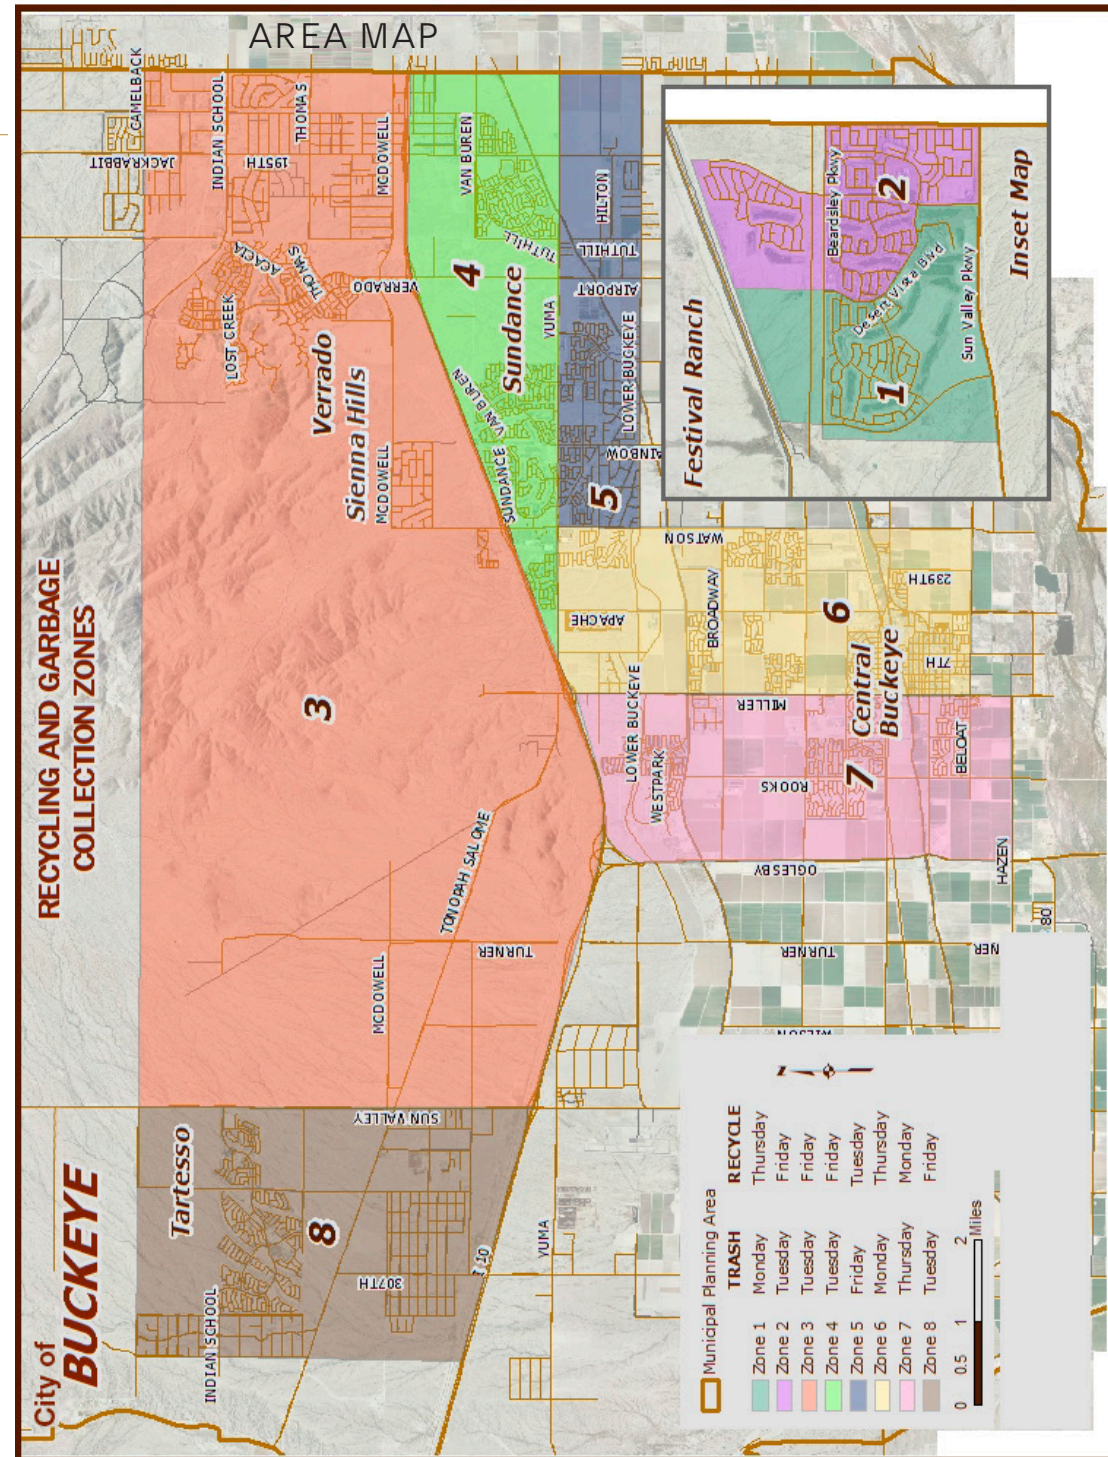 AREA MAP
City of
BUCKEYE
RECYCLING AND GARBAGE
COLLECTION ZONES
CAMELBACK
JACKRABBIT
INDIAN SCHOOL
195TH
THOMAS
MCDOWELL
VAN BUREN
TUTHILL
HILTON
TUTHILL
AIRPORT
YUMA
LOWER BUCKEYE
ACACIA
THOMAS
LOST CREEK
VERRADO
Verrado
Sienna Hills
MCDOWELL
4
Sundance
VAN BUREN
SUNDANCE
5
AINBOW
WATSON
3
APACHE
BROADWAY
239TH
6
7TH
Central
Buckeye
MILLER
LOWER BUCKEYE
WESTPARK
ROOKS
7
BELOAT
HAZEN
OGLESBY
TONOPAH SALOME
TURNER
MCDOWELL
TURNER
NER
80
WILSON
SUN VALLEY
Tartesso
8
307TH
INDIAN SCHOOL
I 10
YUMA
Festival Ranch
Beardsley Pkwy
2
Desert Vista Blvd
1
Sun Valley Pkwy
Inset Map
Municipal Planning Area
TRASH RECYCLE
Zone 1 Monday Thursday
Zone 2 Tuesday Friday
Zone 3 Tuesday Friday
Zone 4 Tuesday Friday
Zone 5 Friday Tuesday
Zone 6 Monday Thursday
Zone 7 Thursday Monday
Zone 8 Tuesday Friday
N
0 0.5 1 2
Miles